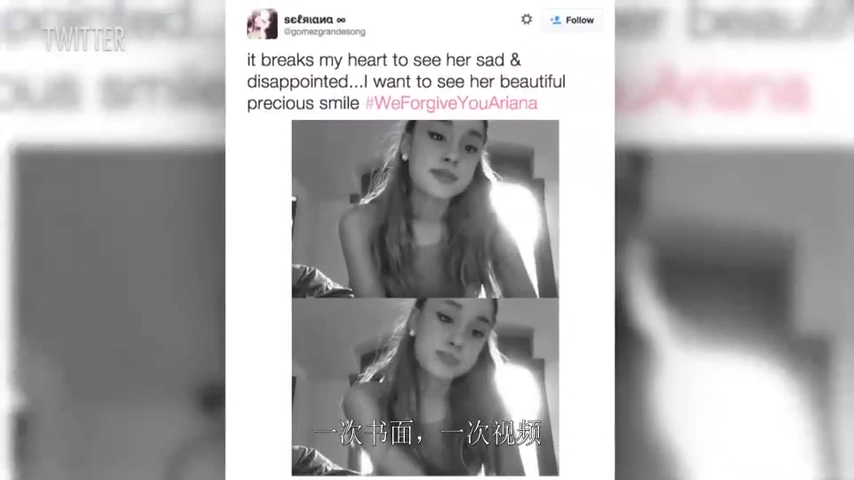 TWITTER
sєℓяιαиα ∞
@gomezgrandesong
Follow
it breaks my heart to see her sad &
disappointed...I want to see her beautiful
precious smile #WeForgiveYouAriana
一次书面，一次视频